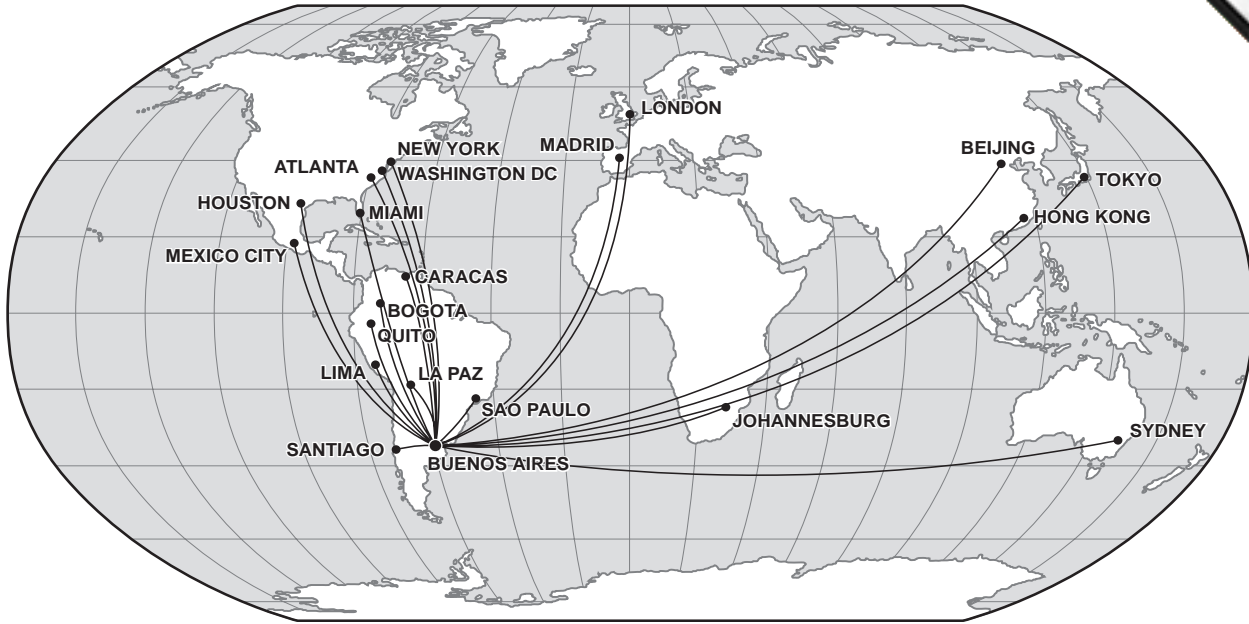 LONDON
MADRID
NEW YORK
ATLANTA
WASHINGTON DC
BEIJING
TOKYO
HOUSTON
MIAMI
HONG KONG
MEXICO CITY
CARACAS
BOGOTA
QUITO
LIMA
LA PAZ
SAO PAULO
JOHANNESBURG
SYDNEY
SANTIAGO
BUENOS AIRES